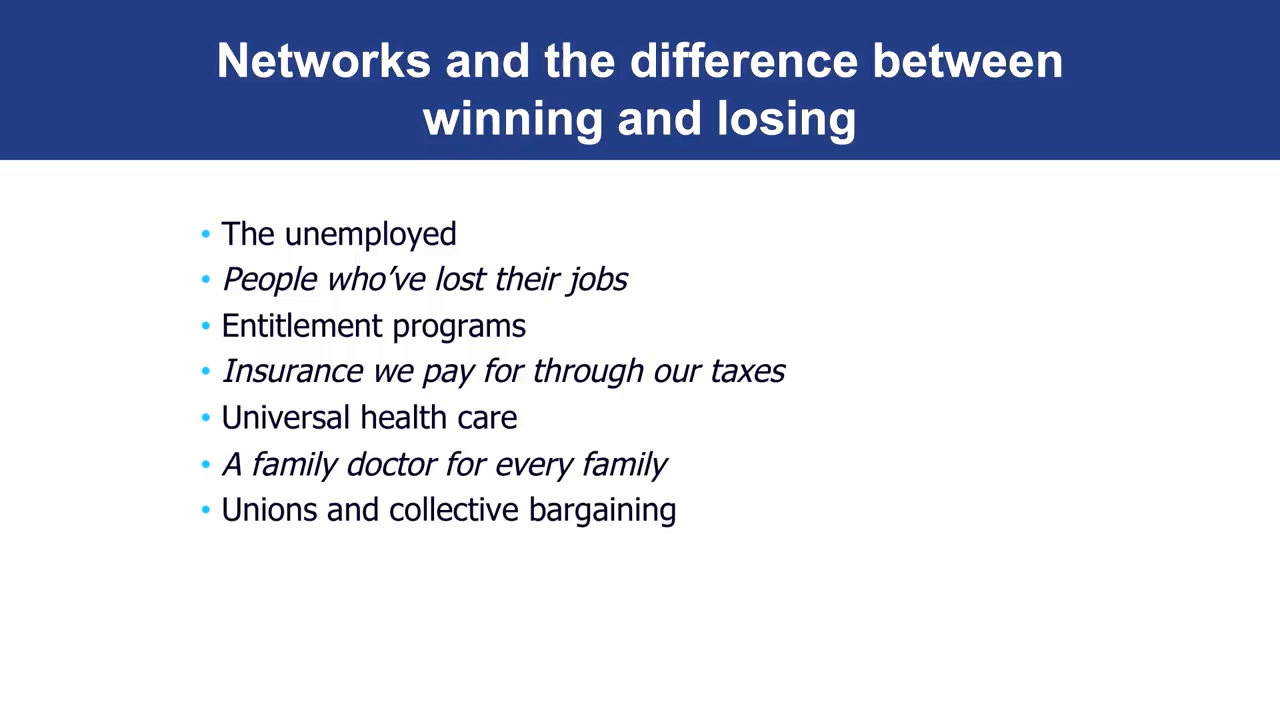 Networks and the difference between
winning and losing
• The unemployed
• People who’ve lost their jobs
• Entitlement programs
• Insurance we pay for through our taxes
• Universal health care
• A family doctor for every family
• Unions and collective bargaining